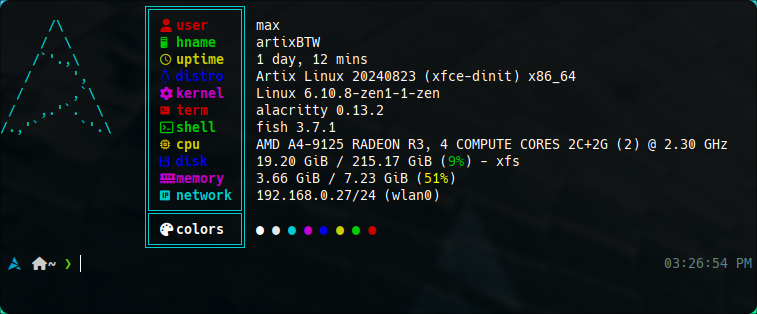 user max
hname artixBTW
uptime 1 day, 12 mins
distro Artix Linux 20240823 (xfce-dinit) x86_64
kernel Linux 6.10.8-zen1-1-zen
term alacritty 0.13.2
shell fish 3.7.1
cpu AMD A4-9125 RADEON R3, 4 COMPUTE CORES 2C+2G (2) @ 2.30 GHz
disk 19.20 GiB / 215.17 GiB (9%) - xfs
memory 3.66 GiB / 7.23 GiB (51%)
IP network 192.168.0.27/24 (wlan0)
colors
~ ❯ 03:26:54 PM